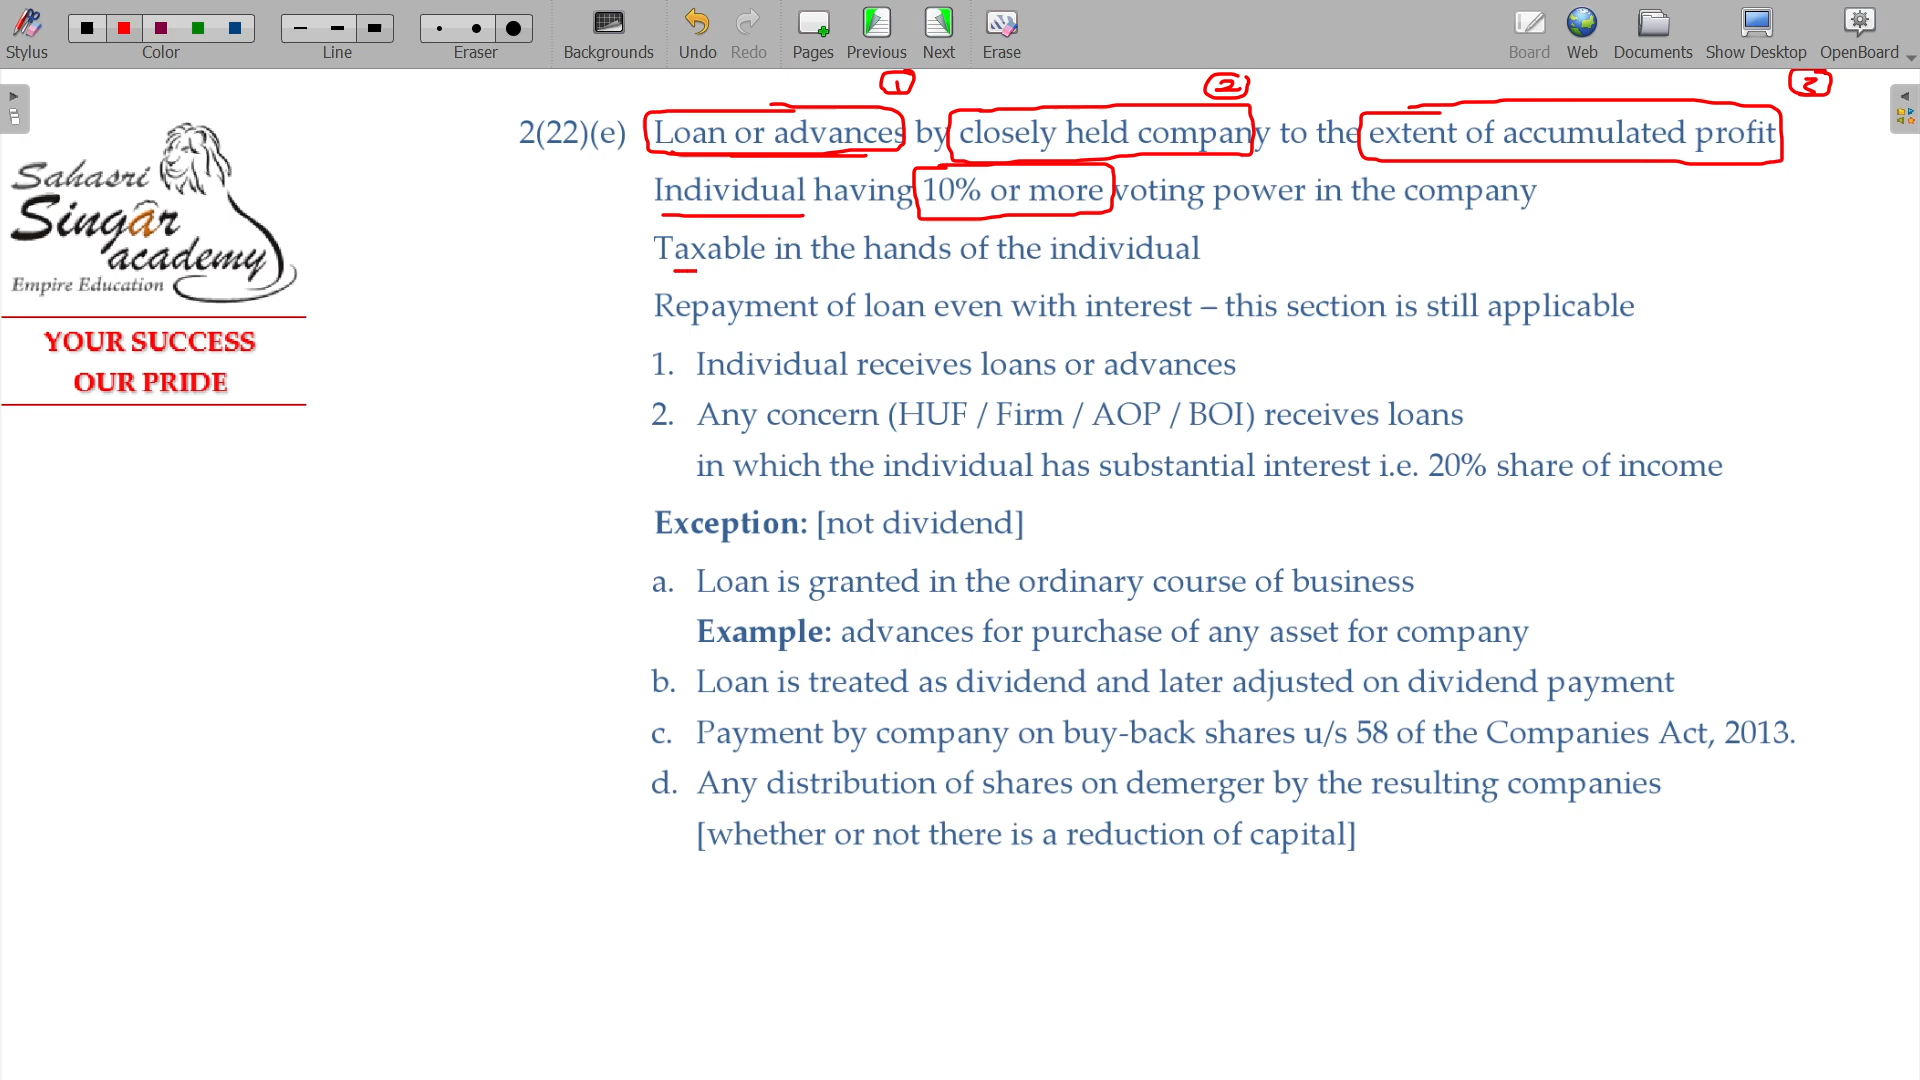 Stylus
Color
Line
Eraser
Backgrounds
Undo
Redo
Pages
Previous
Next
Erase
Board
Web
Documents
Show Desktop
OpenBoard
1
2
3
Sahasri
Singar
academy
Empire Education
YOUR SUCCESS
OUR PRIDE
2(22)(e) Loan or advances by closely held company to the extent of accumulated profit
Individual having 10% or more voting power in the company
Taxable in the hands of the individual
Repayment of loan even with interest – this section is still applicable
1. Individual receives loans or advances
2. Any concern (HUF / Firm / AOP / BOI) receives loans
in which the individual has substantial interest i.e. 20% share of income
Exception: [not dividend]
a. Loan is granted in the ordinary course of business
Example: advances for purchase of any asset for company
b. Loan is treated as dividend and later adjusted on dividend payment
c. Payment by company on buy-back shares u/s 58 of the Companies Act, 2013.
d. Any distribution of shares on demerger by the resulting companies
[whether or not there is a reduction of capital]